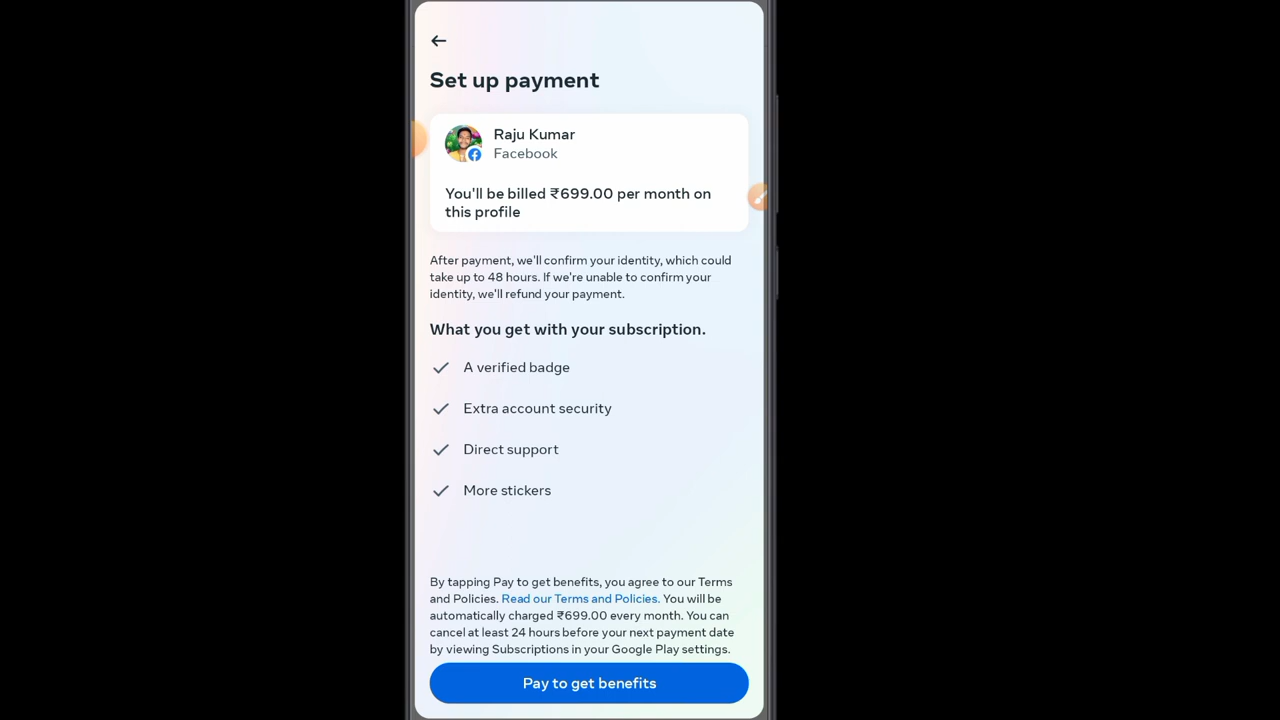 Set up payment
Raju Kumar
Facebook
You'll be billed ₹699.00 per month on
this profile
After payment, we'll confirm your identity, which could
take up to 48 hours. If we're unable to confirm your
identity, we'll refund your payment.
What you get with your subscription.
A verified badge
Extra account security
Direct support
More stickers
By tapping Pay to get benefits, you agree to our Terms
and Policies. Read our Terms and Policies. You will be
automatically charged ₹699.00 every month. You can
cancel at least 24 hours before your next payment date
by viewing Subscriptions in your Google Play settings.
Pay to get benefits